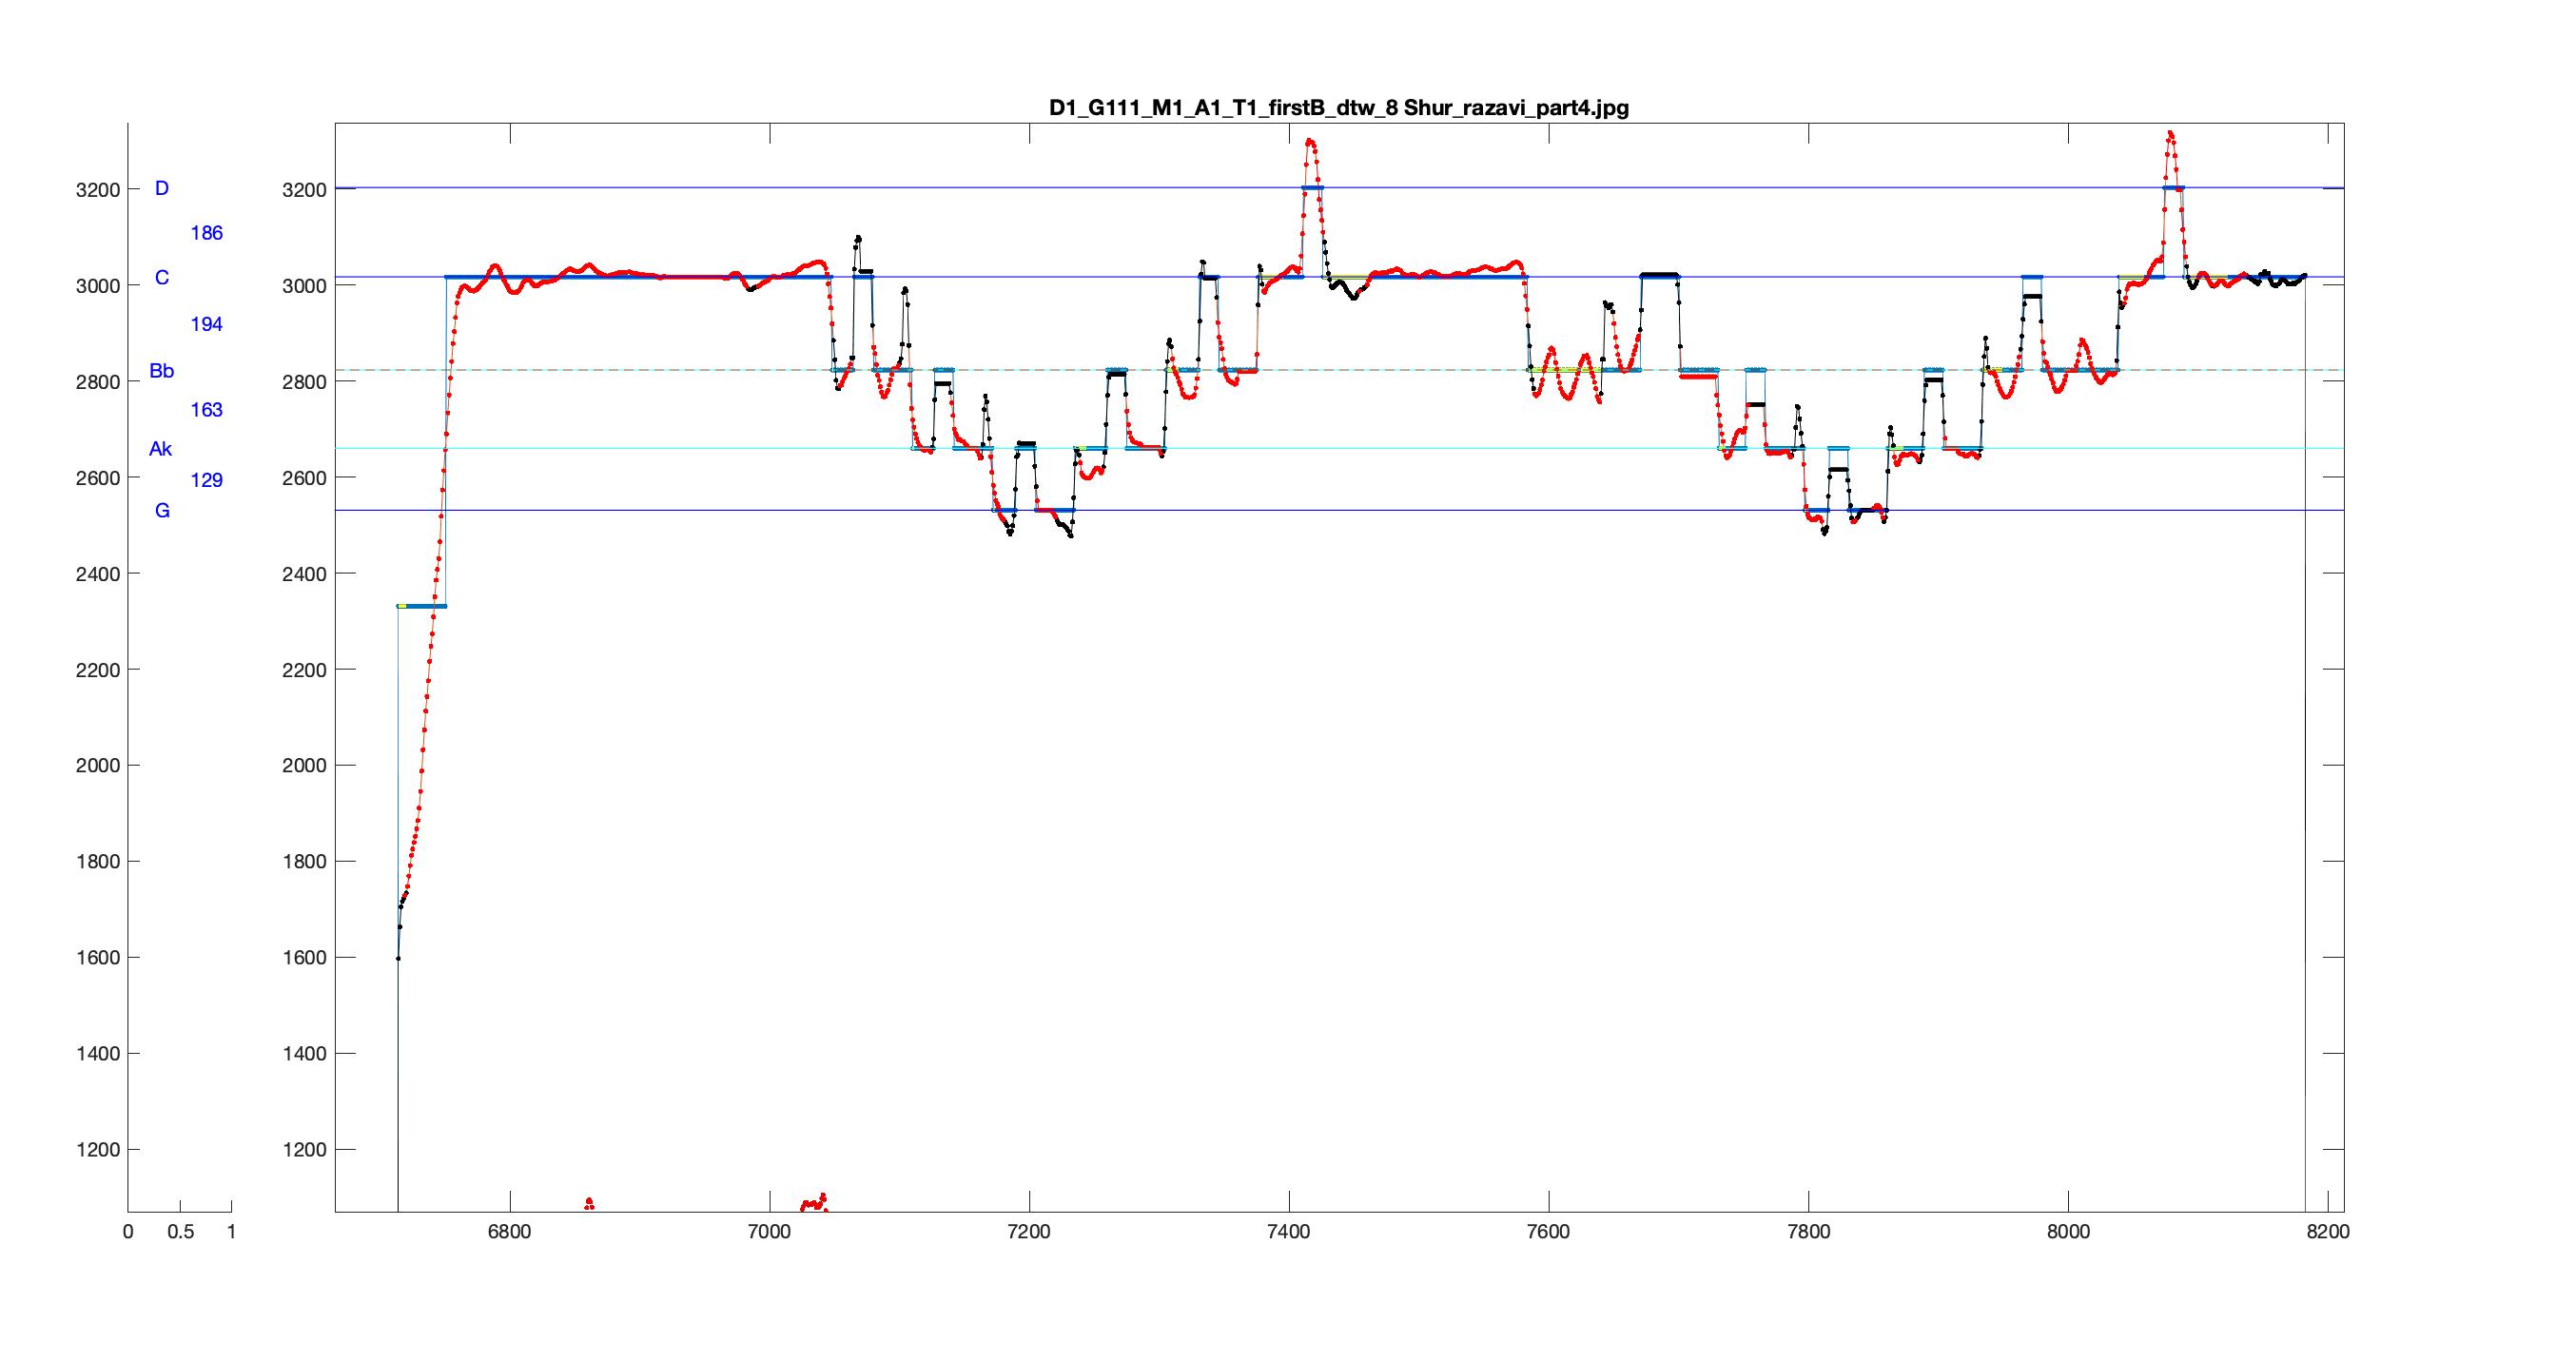 D1_G111_M1_A1_T1_firstB_dtw_8 Shur_razavi_part4.jpg
3200 D 3200
186
C
3000 3000
194
Bb
2800 2800
163
Ak
2600 2600
129
G
2400 2400
2200 2200
2000 2000
1800 1800
1600 1600
1400 1400
1200 1200
0 0.5 1 6800 7000 7200 7400 7600 7800 8000 8200